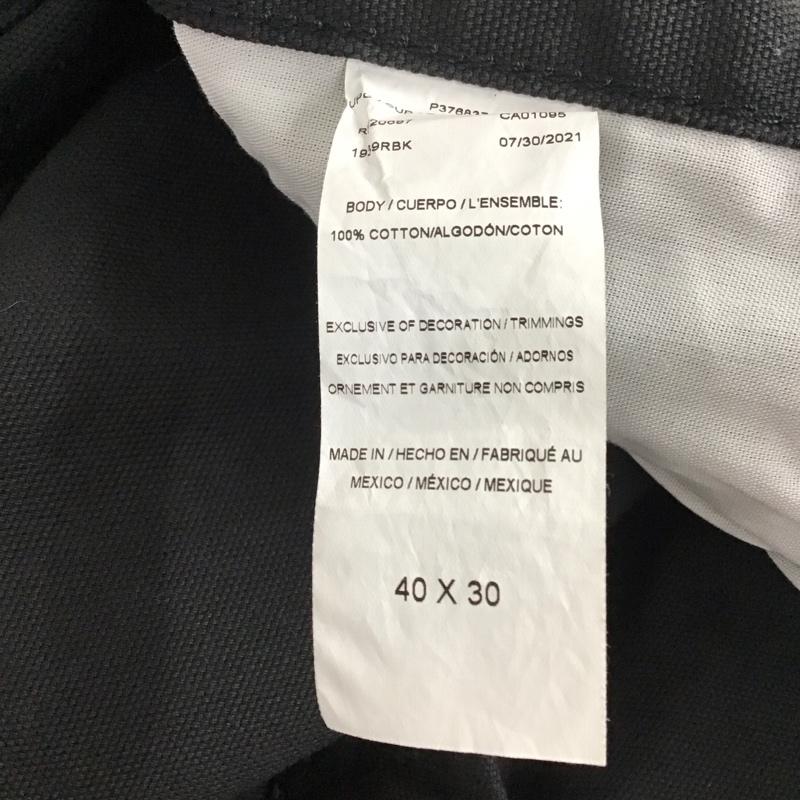 CA01095
07/30/2021
BODY / CUERPO / L'ENSEMBLE:
100% COTTON/ALGODÓN/COTON
EXCLUSIVE OF DECORATION / TRIMMINGS
EXCLUSIVO PARA DECORACIÓN / ADORNOS
ORNEMENT ET GARNITURE NON COMPRIS
MADE IN / HECHO EN / FABRIQUÉ AU
MEXICO / MÉXICO / MEXIQUE
40 X 30